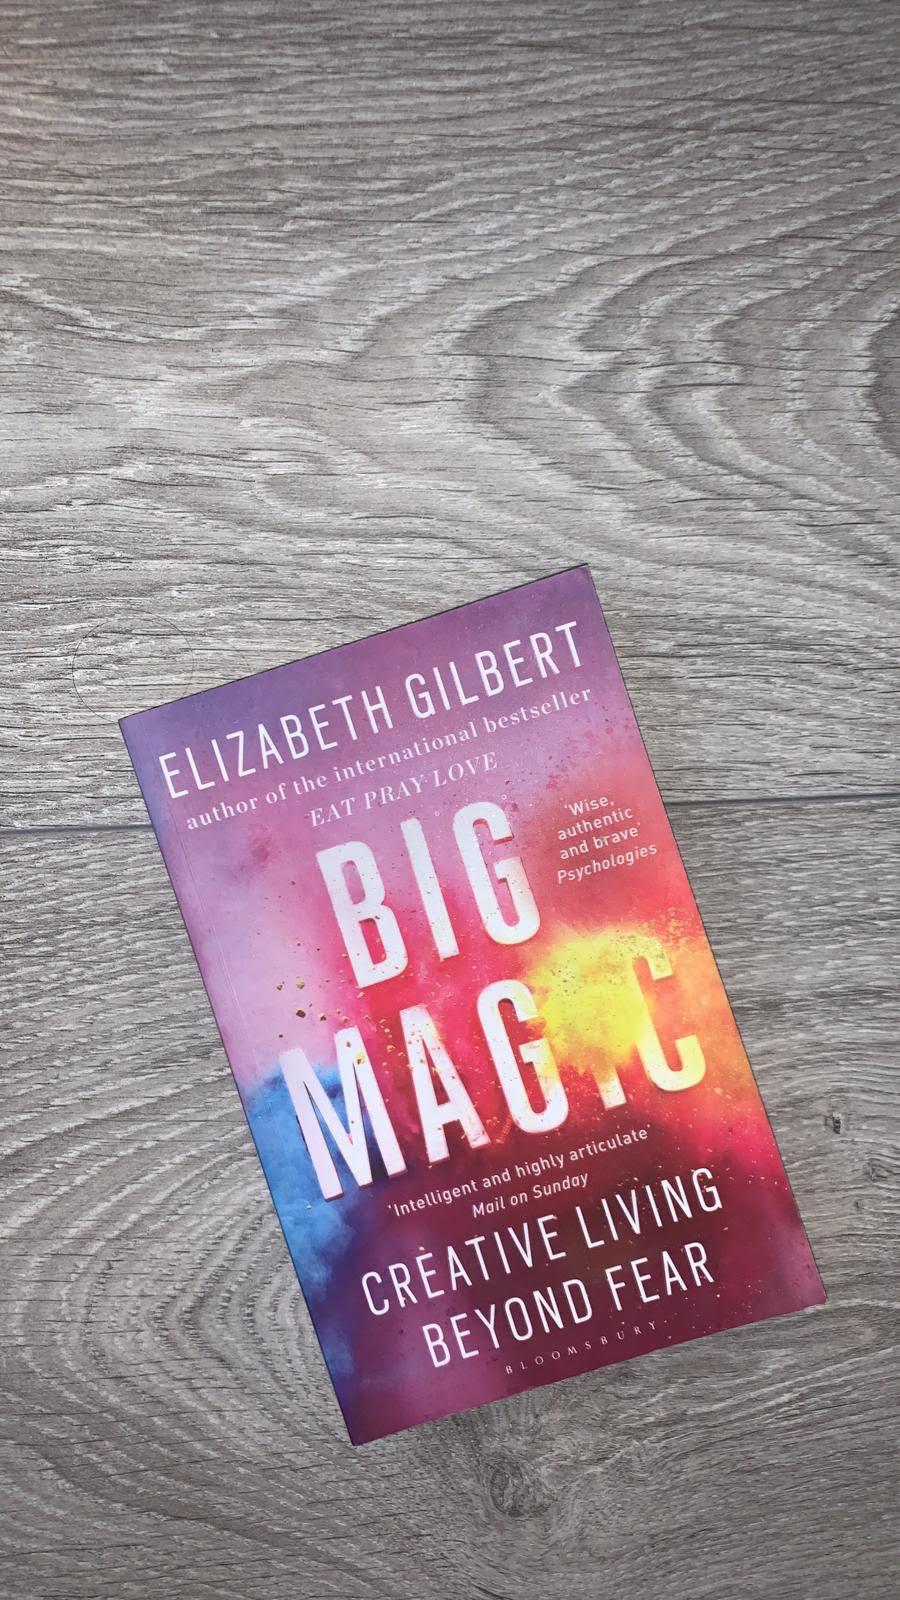 ELIZABETH GILBERT
author of the international bestseller
EAT PRAY LOVE
BIG
'Wise,
authentic
and brave'
Psychologies
MAGIC
'Intelligent and highly articulate'
Mail on Sunday
CREATIVE LIVING
BEYOND FEAR
BLOOMSBURY